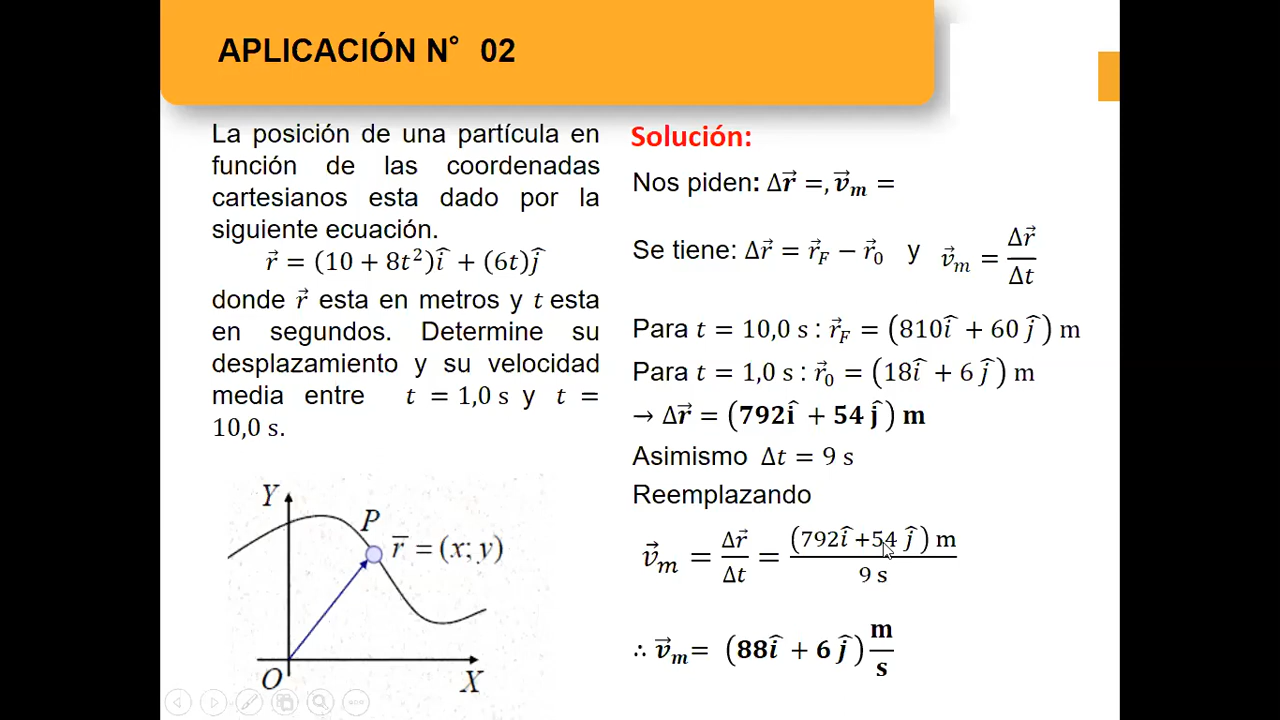 APLICACIÓN N° 02
La posición de una partícula en
función de las coordenadas
cartesianos esta dado por la
siguiente ecuación.
r⃗ = (10 + 8t²)î + (6t)ĵ
donde r⃗ esta en metros y t esta
en segundos. Determine su
desplazamiento y su velocidad
media entre t = 1,0 s y t =
10,0 s.
Y
P
r̅ = (x; y)
O
X
Solución:
Nos piden: Δr⃗ =, v⃗ₘ =
Se tiene: Δr⃗ = r⃗_F − r⃗₀ y v⃗ₘ = Δr⃗/Δt
Para t = 10,0 s : r⃗_F = (810î + 60 ĵ) m
Para t = 1,0 s : r⃗₀ = (18î + 6 ĵ) m
→ Δr⃗ = (792î + 54 ĵ) m
Asimismo Δt = 9 s
Reemplazando
v⃗ₘ = Δr⃗/Δt = (792î +54 ĵ) m / 9 s
∴ v⃗ₘ= (88î + 6 ĵ) m/s